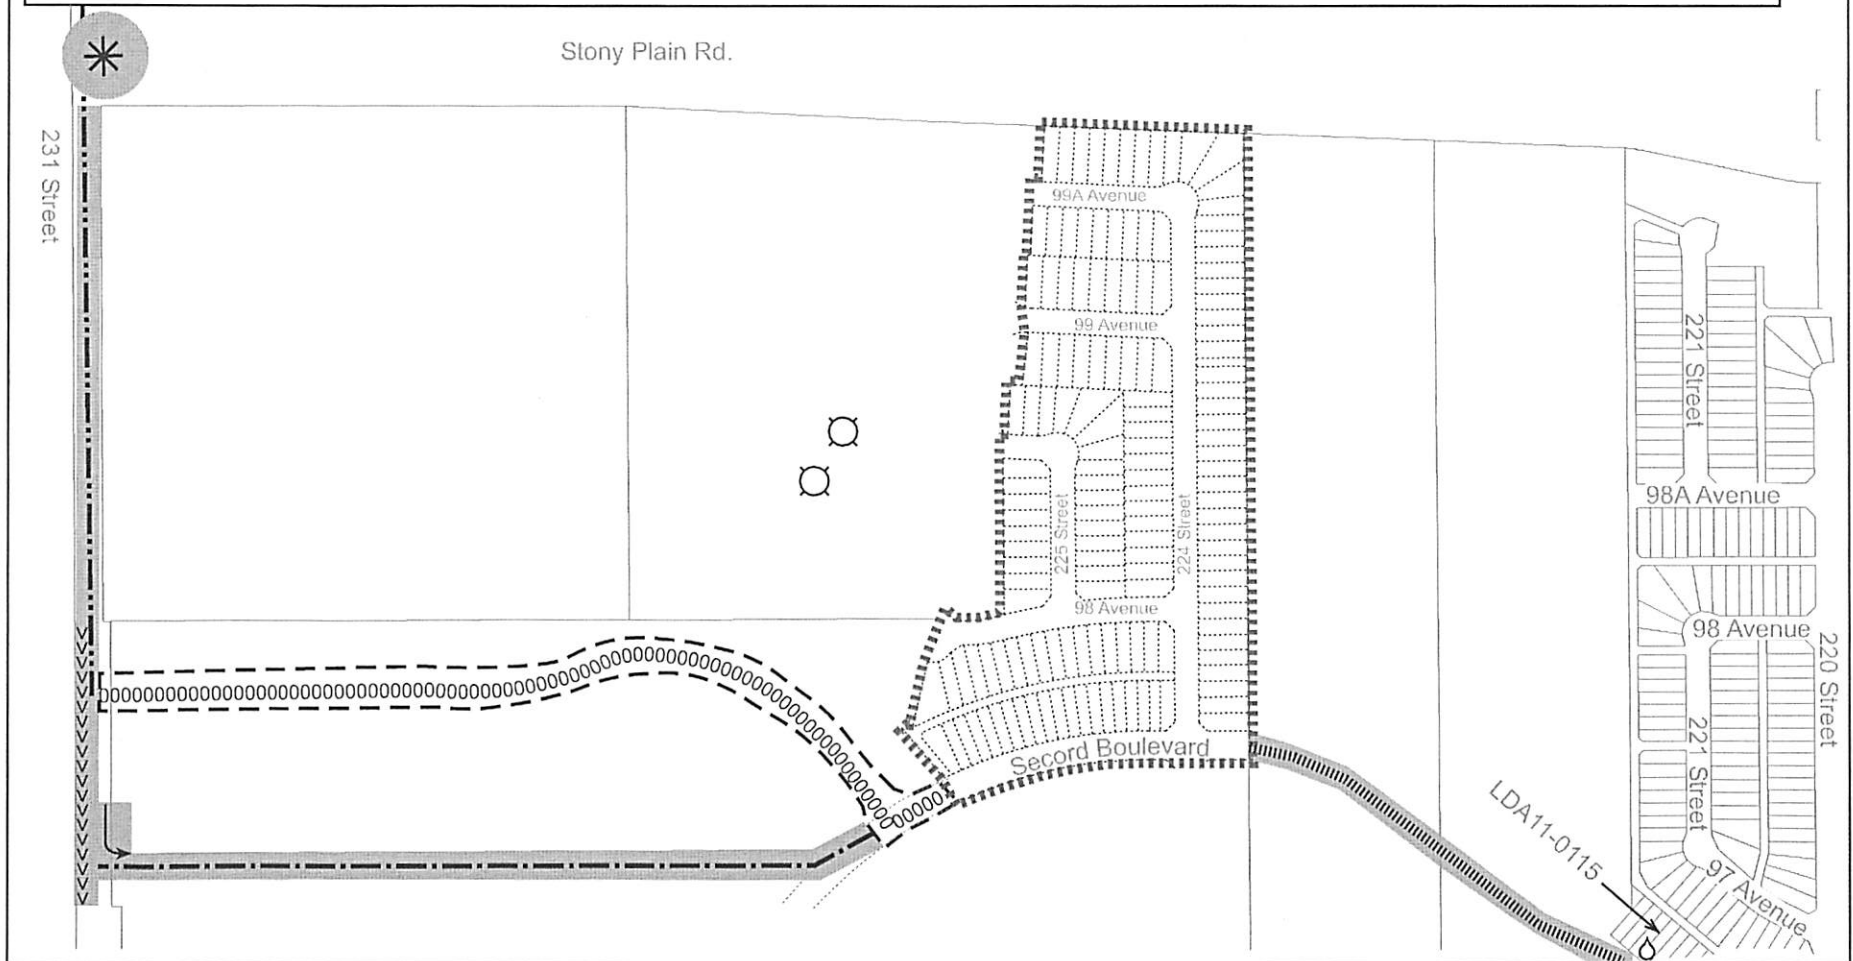 Stony Plain Rd.
231 Street
99A Avenue
99 Avenue
225 Street
224 Street
98 Avenue
Secord Boulevard
221 Street
98A Avenue
98 Avenue
220 Street
221 Street
97 Avenue
LDA11-0115